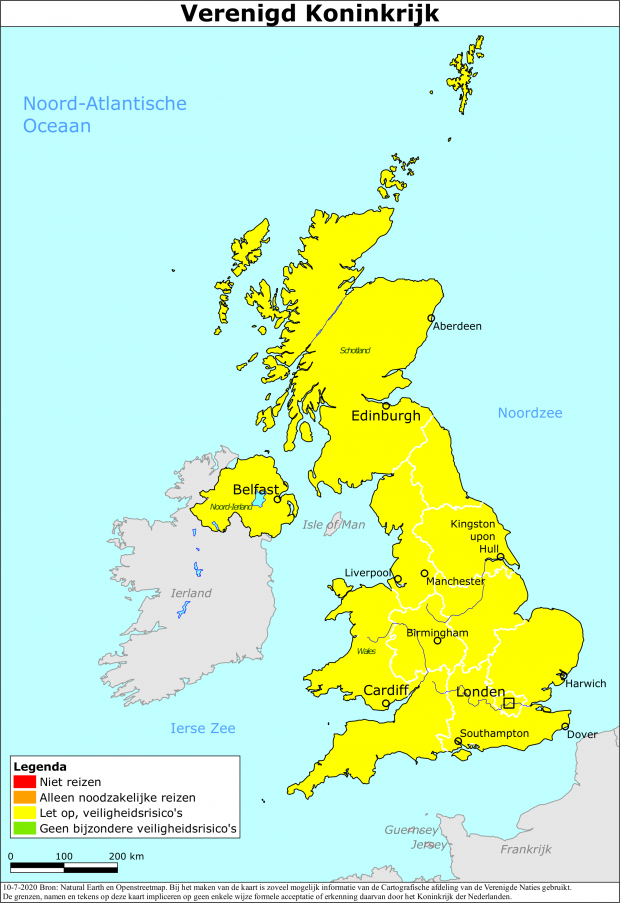 Verenigd Koninkrijk
Noord-Atlantische
Oceaan
Aberdeen
Schotland
Edinburgh
Noordzee
Belfast
Noord-Ierland
Isle of Man
Kingston
upon
Hull
Liverpool
Manchester
Ierland
Birmingham
Wales
Cardiff
Londen
Harwich
Ierse Zee
Southampton
Dover
Legenda
Niet reizen
Alleen noodzakelijke reizen
Let op, veiligheidsrisico's
Geen bijzondere veiligheidsrisico's
Guernsey
Jersey
Frankrijk
0 100 200 km
10-7-2020 Bron: Natural Earth en Openstreetmap. Bij het maken van de kaart is zoveel mogelijk informatie van de Cartografische afdeling van de Verenigde Naties gebruikt.
De grenzen, namen en tekens op deze kaart impliceren op geen enkele wijze formele acceptatie of erkenning daarvan door het Koninkrijk der Nederlanden.